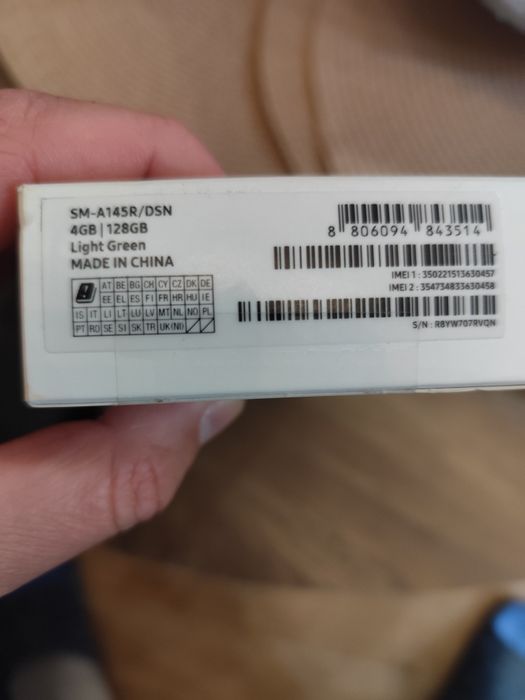 SM-A145R/DSN
4GB | 128GB
Light Green
MADE IN CHINA
AT BE BG CH CY CZ DK DE
EE EL ES FI FR HR HU IE
IS IT LI LT LU LV MT NL NO PL
PT RO SE SI SK TR UK(NI)
8 806094 843514
IMEI 1 : 350221513630457
IMEI 2 : 354734833630458
S/N : R8YW707RVQN